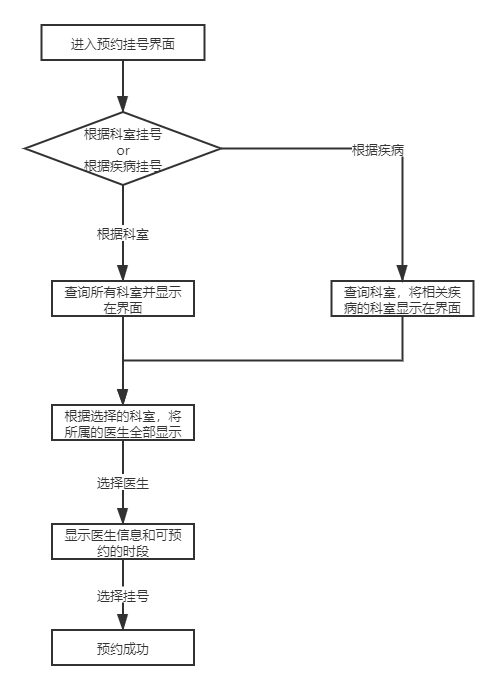 进入预约挂号界面
根据科室挂号
or
根据疾病挂号
根据疾病
根据科室
查询所有科室并显示
在界面
查询科室，将相关疾
病的科室显示在界面
根据选择的科室，将
所属的医生全部显示
选择医生
显示医生信息和可预
约的时段
选择挂号
预约成功